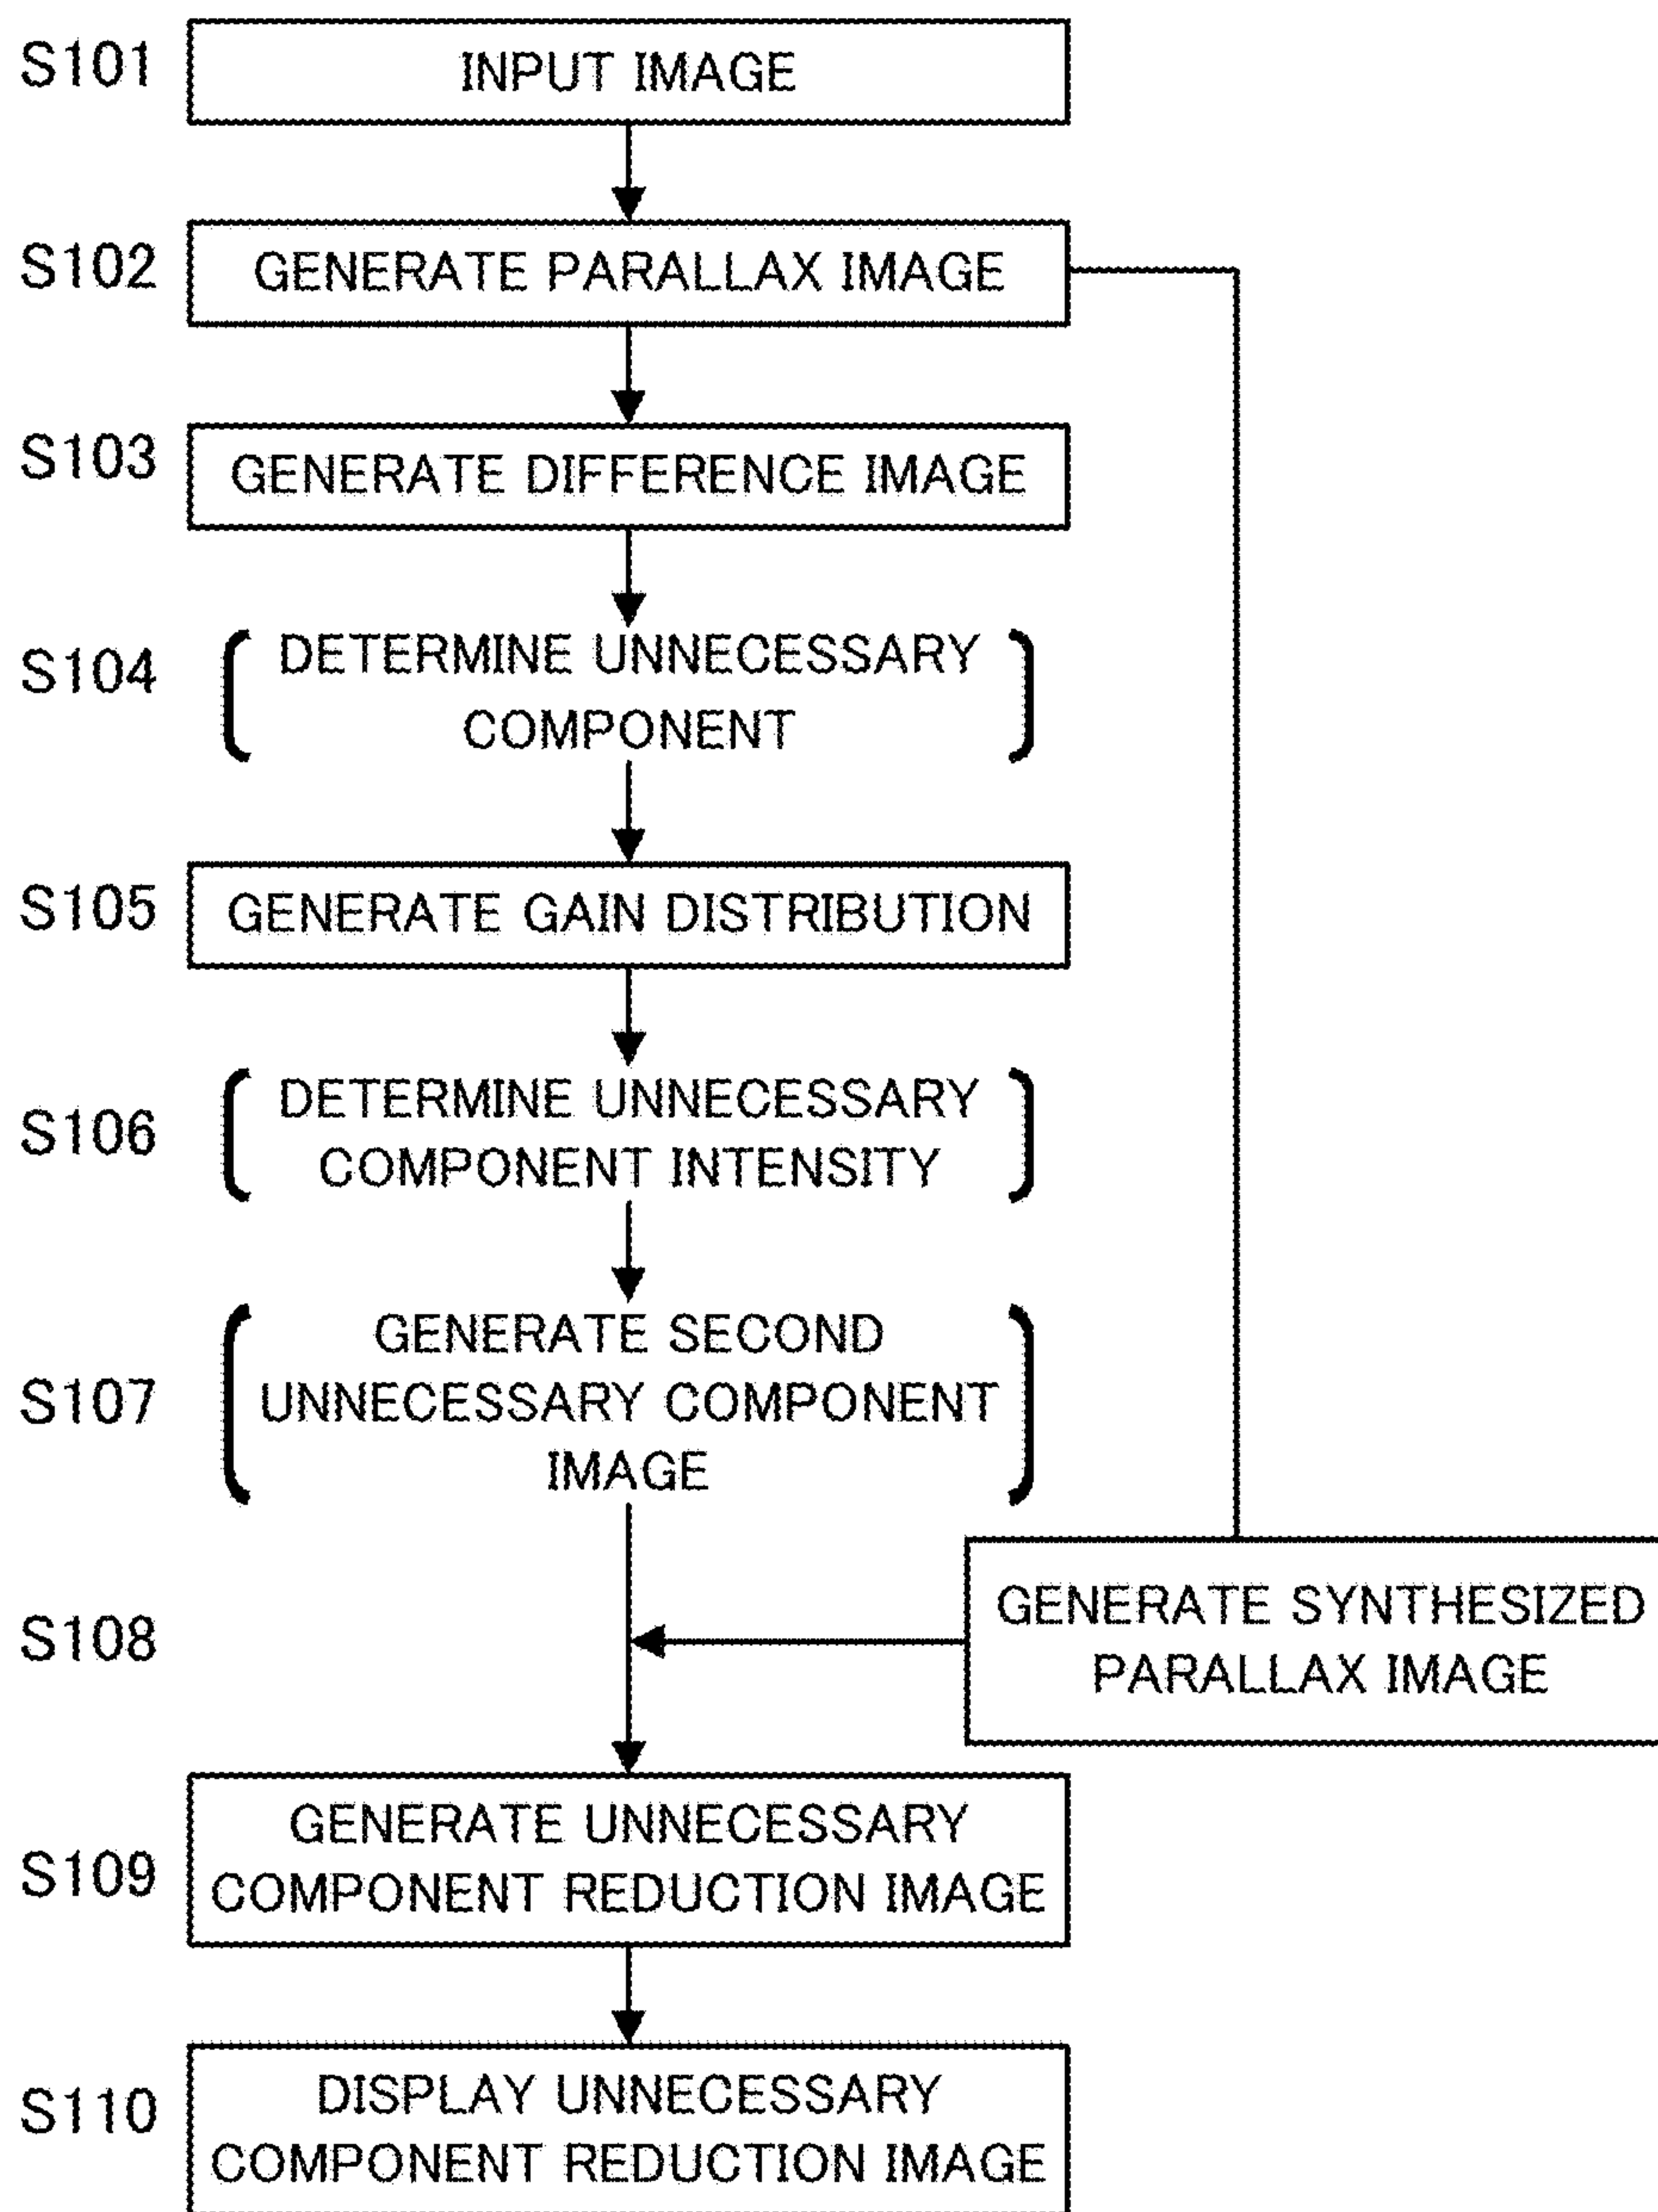 S101
INPUT IMAGE
S102
GENERATE PARALLAX IMAGE
S103
GENERATE DIFFERENCE IMAGE
S104
DETERMINE UNNECESSARY
COMPONENT
S105
GENERATE GAIN DISTRIBUTION
S106
DETERMINE UNNECESSARY
COMPONENT INTENSITY
S107
GENERATE SECOND
UNNECESSARY COMPONENT
IMAGE
S108
GENERATE SYNTHESIZED
PARALLAX IMAGE
S109
GENERATE UNNECESSARY
COMPONENT REDUCTION IMAGE
S110
DISPLAY UNNECESSARY
COMPONENT REDUCTION IMAGE